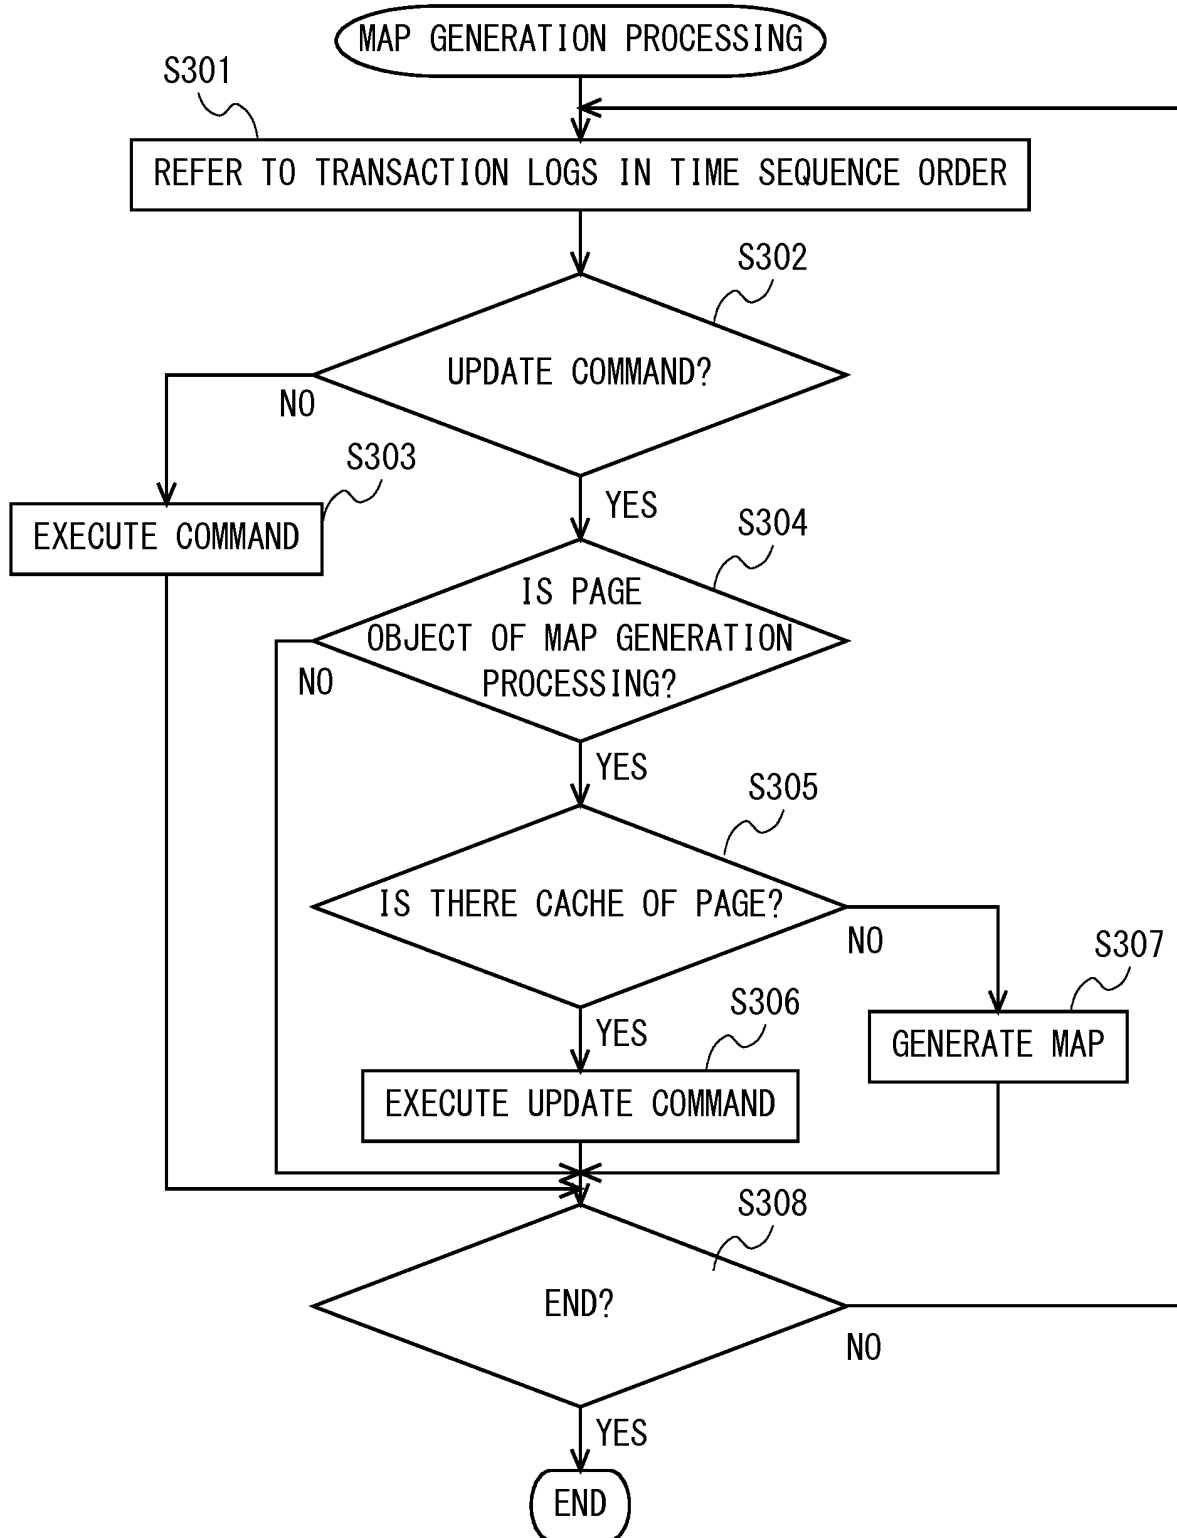 MAP GENERATION PROCESSING
S301
REFER TO TRANSACTION LOGS IN TIME SEQUENCE ORDER
S302
UPDATE COMMAND?
NO
S303
YES
EXECUTE COMMAND
S304
IS PAGE
OBJECT OF MAP GENERATION
PROCESSING?
NO
YES
S305
IS THERE CACHE OF PAGE?
NO
S307
S306
YES
GENERATE MAP
EXECUTE UPDATE COMMAND
S308
END?
NO
YES
END